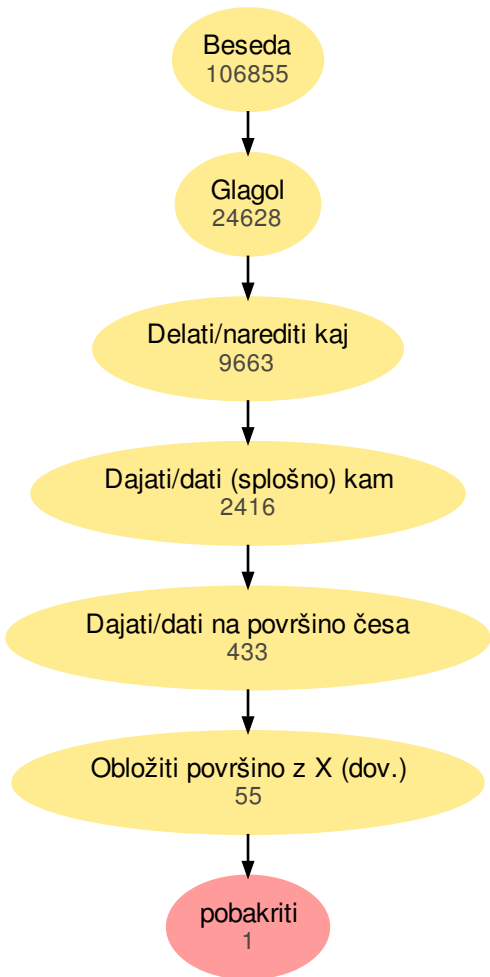 Beseda
106855
Glagol
24628
Delati/narediti kaj
9663
Dajati/dati (splošno) kam
2416
Dajati/dati na površino česa
433
Obložiti površino z X (dov.)
55
pobakriti
1